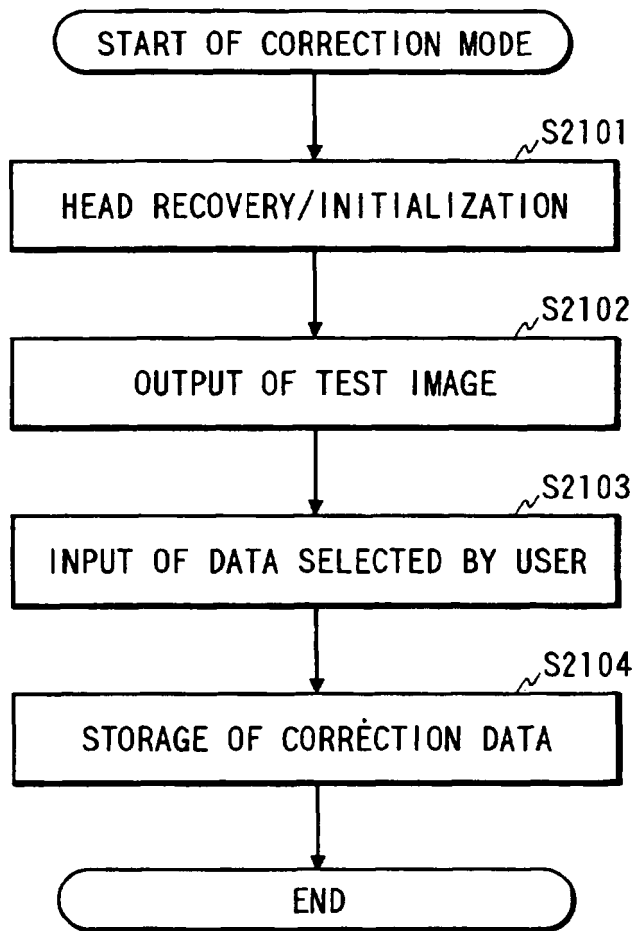 START OF CORRECTION MODE
S2101
HEAD RECOVERY/INITIALIZATION
S2102
OUTPUT OF TEST IMAGE
S2103
INPUT OF DATA SELECTED BY USER
S2104
STORAGE OF CORRECTION DATA
END